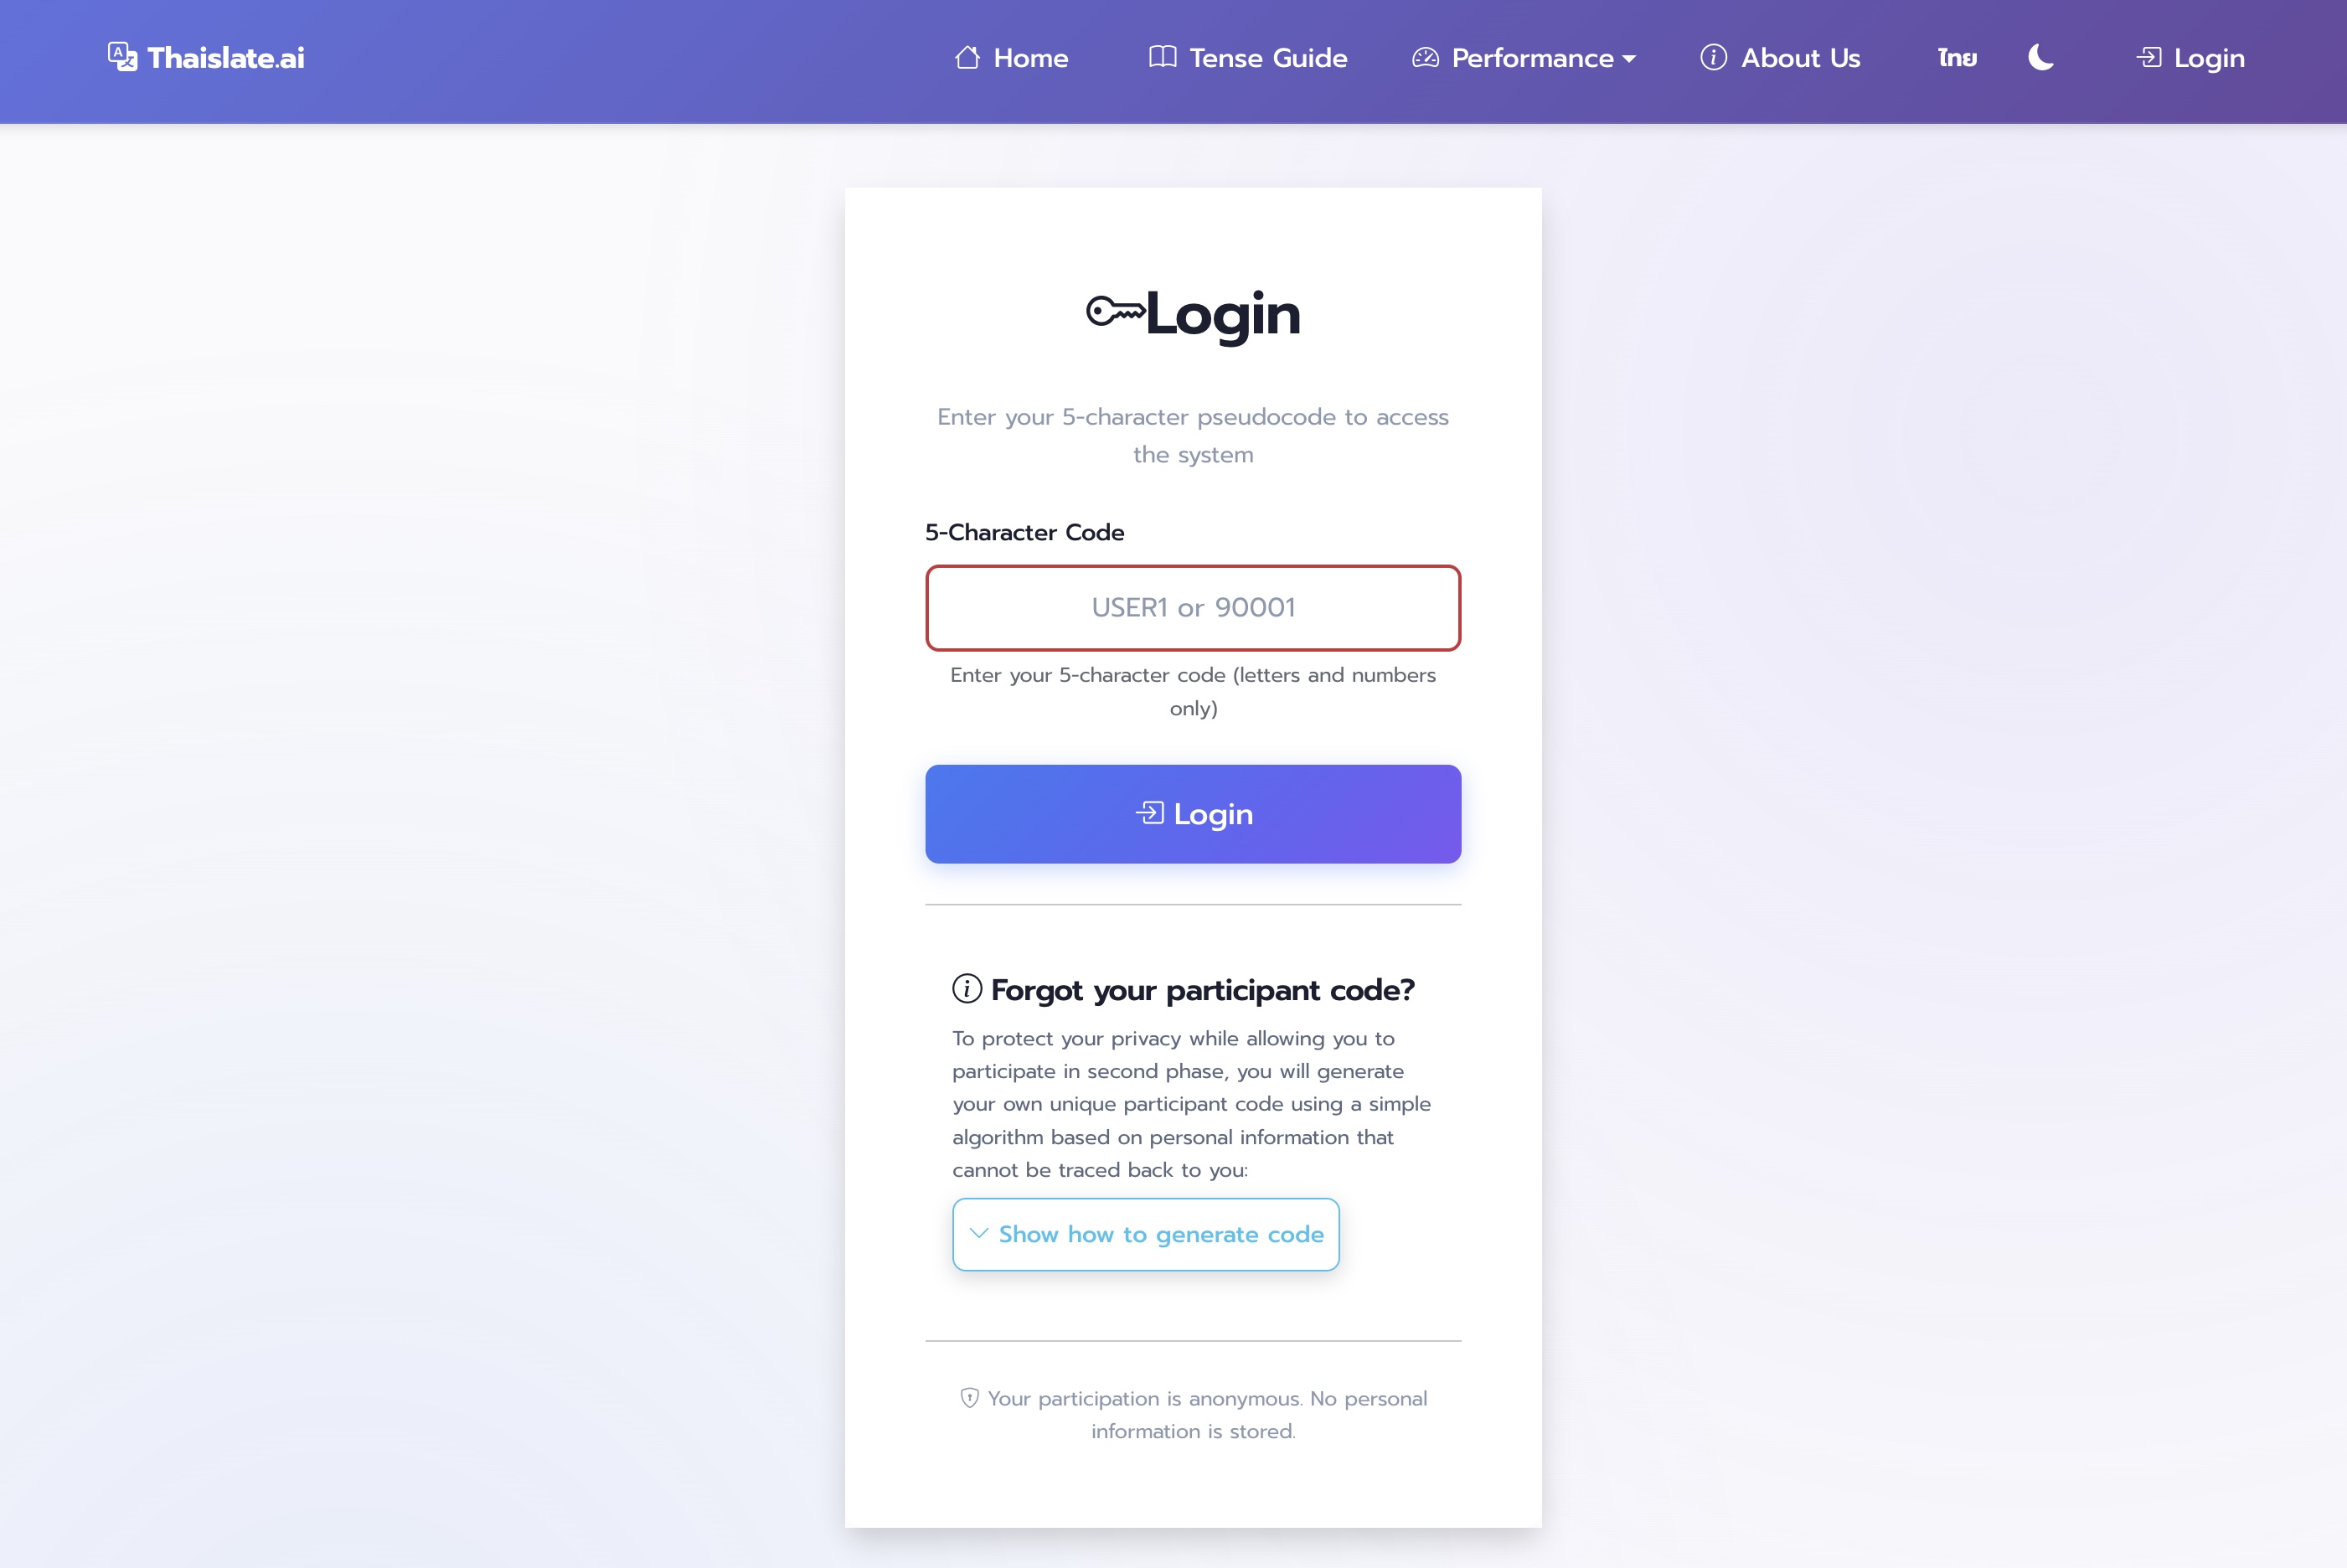 Thaislate.ai
Home
Tense Guide
Performance
About Us
ไทย
Login
Login
Enter your 5-character pseudocode to access
the system
5-Character Code
USER1 or 90001
Enter your 5-character code (letters and numbers
only)
Login
Forgot your participant code?
To protect your privacy while allowing you to
participate in second phase, you will generate
your own unique participant code using a simple
algorithm based on personal information that
cannot be traced back to you:
Show how to generate code
Your participation is anonymous. No personal
information is stored.